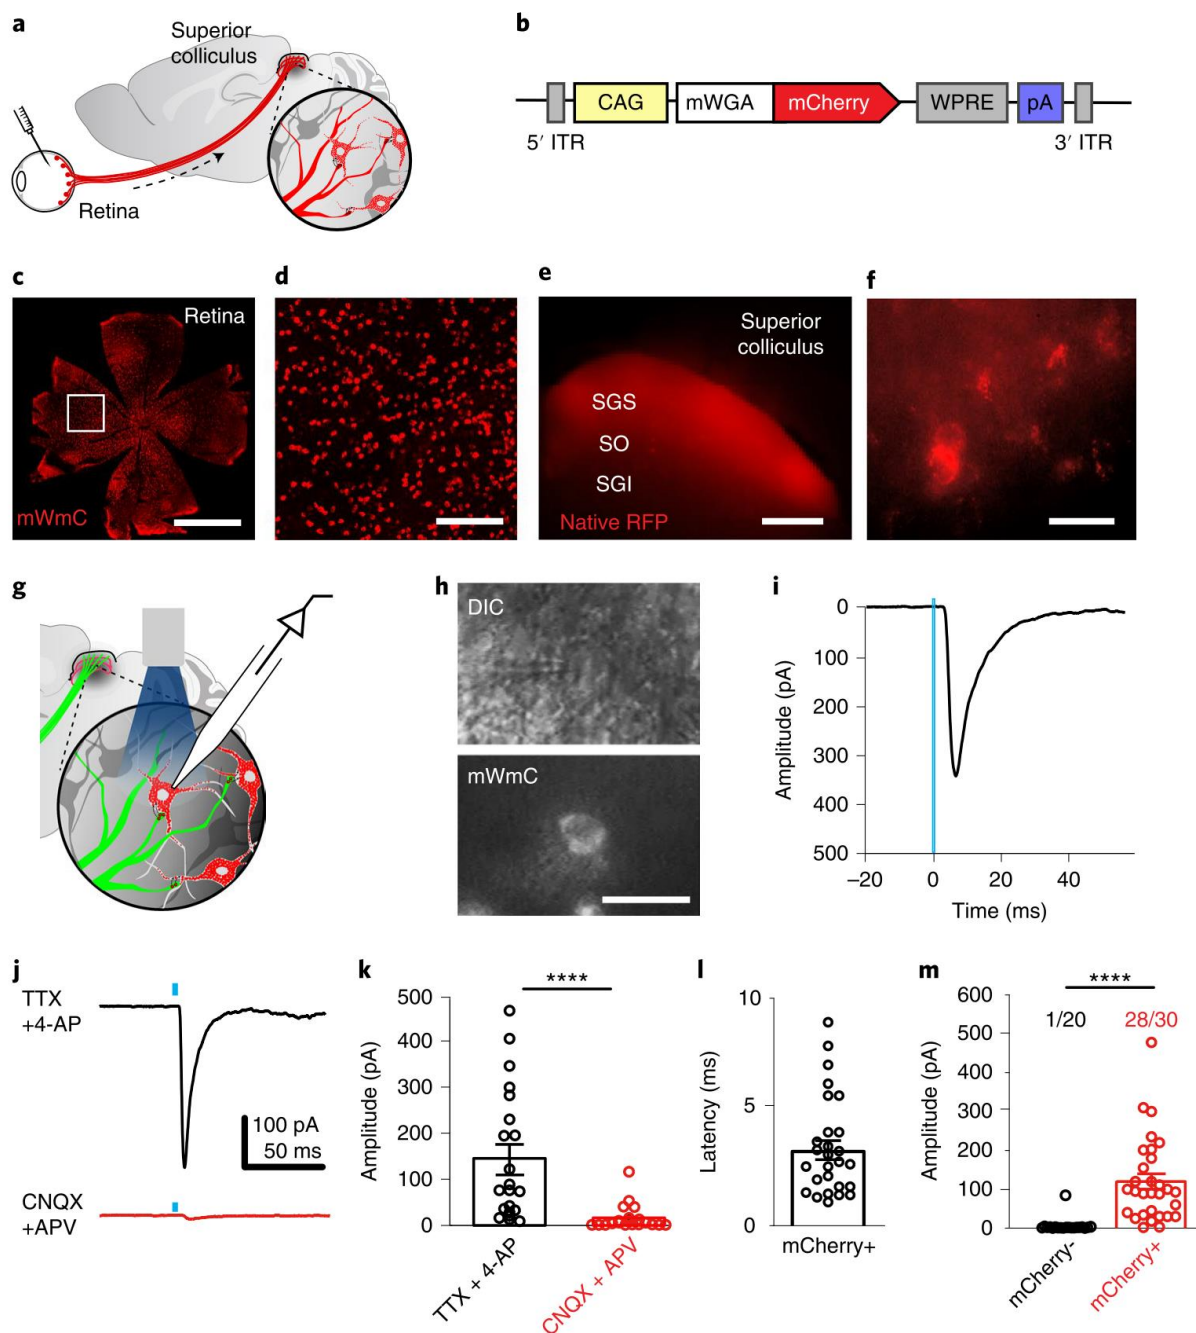 a
Superior
colliculus
Retina
b
CAG
mWGA
mCherry
WPRE
pA
5′ ITR
3′ ITR
c
Retina
mWmC
d
e
Superior
colliculus
SGS
SO
SGI
Native RFP
f
g
h
DIC
mWmC
i
Amplitude (pA)
0
100
200
300
400
500
–20
0
20
40
Time (ms)
j
TTX
+4-AP
100 pA
50 ms
CNQX
+APV
k
****
Amplitude (pA)
500
400
300
200
100
0
TTX + 4-AP
CNQX + APV
l
Latency (ms)
10
5
0
mCherry+
m
****
1/20
28/30
Amplitude (pA)
600
500
400
300
200
100
0
mCherry-
mCherry+